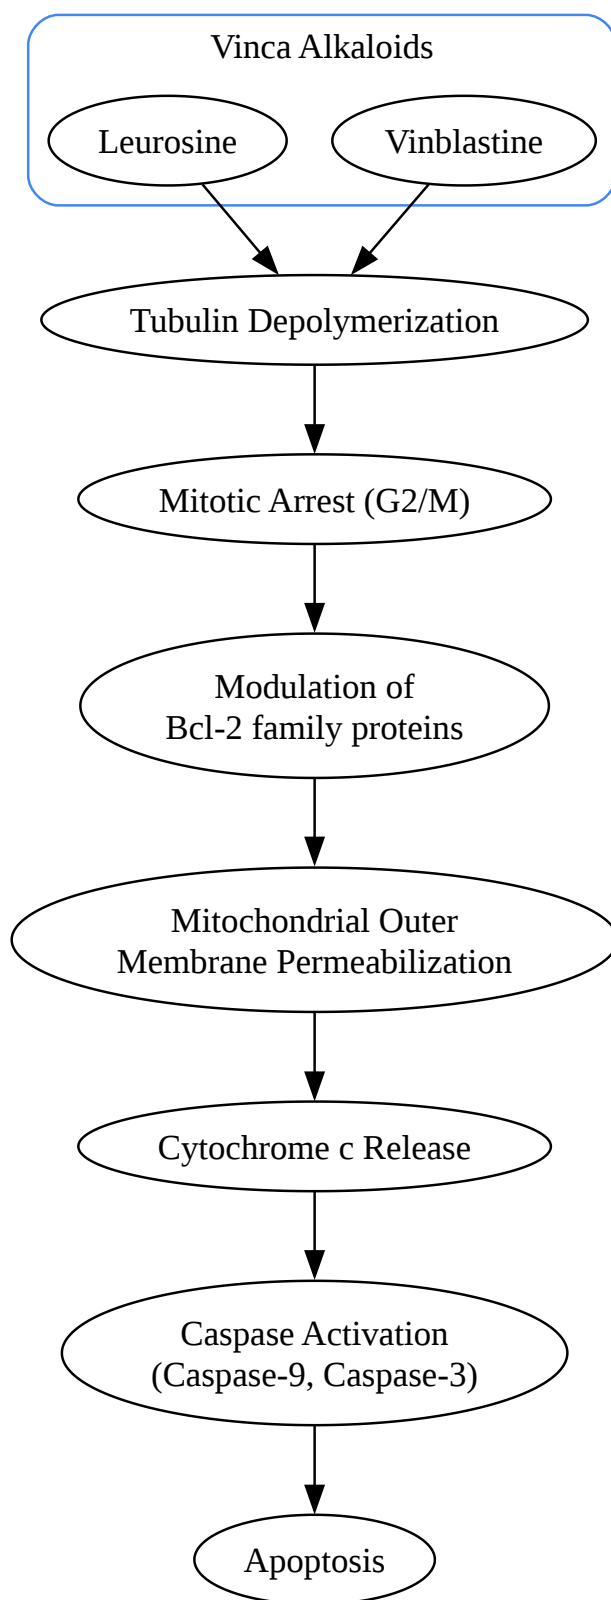 Vinca Alkaloids
Leurosine
Vinblastine
Tubulin Depolymerization
Mitotic Arrest (G2/M)
Modulation of
Bcl-2 family proteins
Mitochondrial Outer
Membrane Permeabilization
Cytochrome c Release
Caspase Activation
(Caspase-9, Caspase-3)
Apoptosis